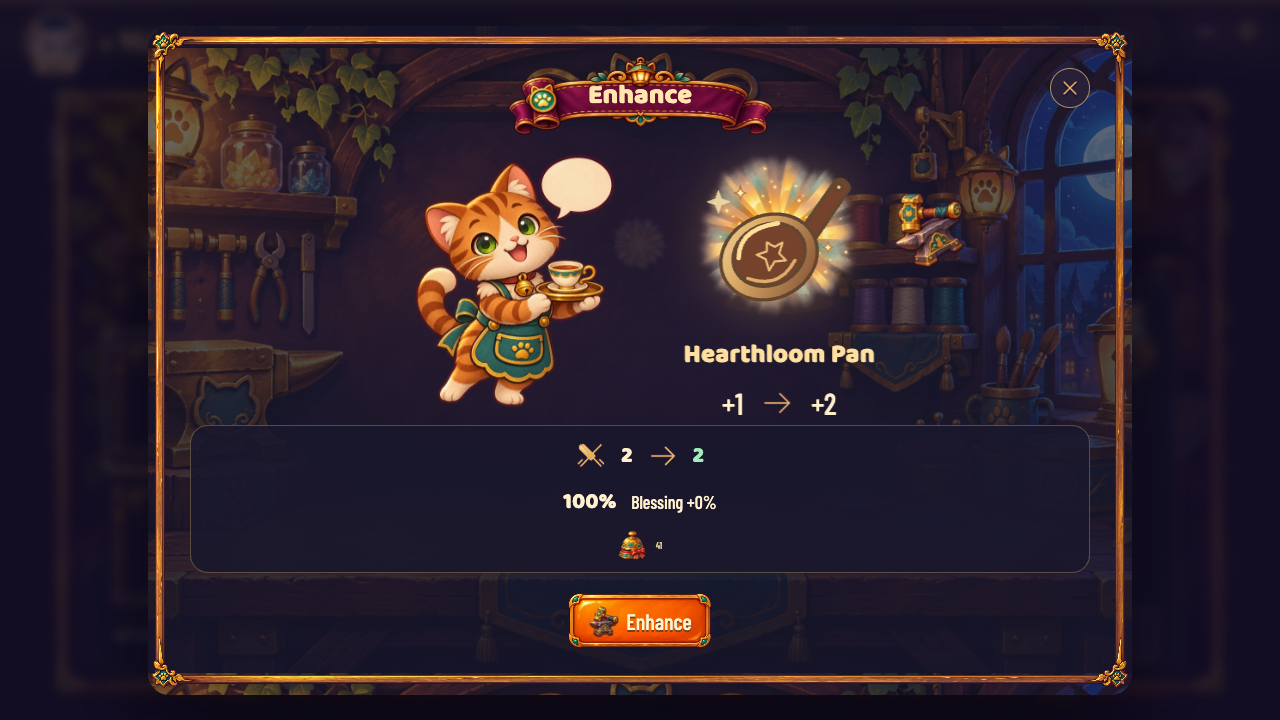 Enhance
Hearthloom Pan
+1 → +2
2 → 2
100% Blessing +0%
Enhance